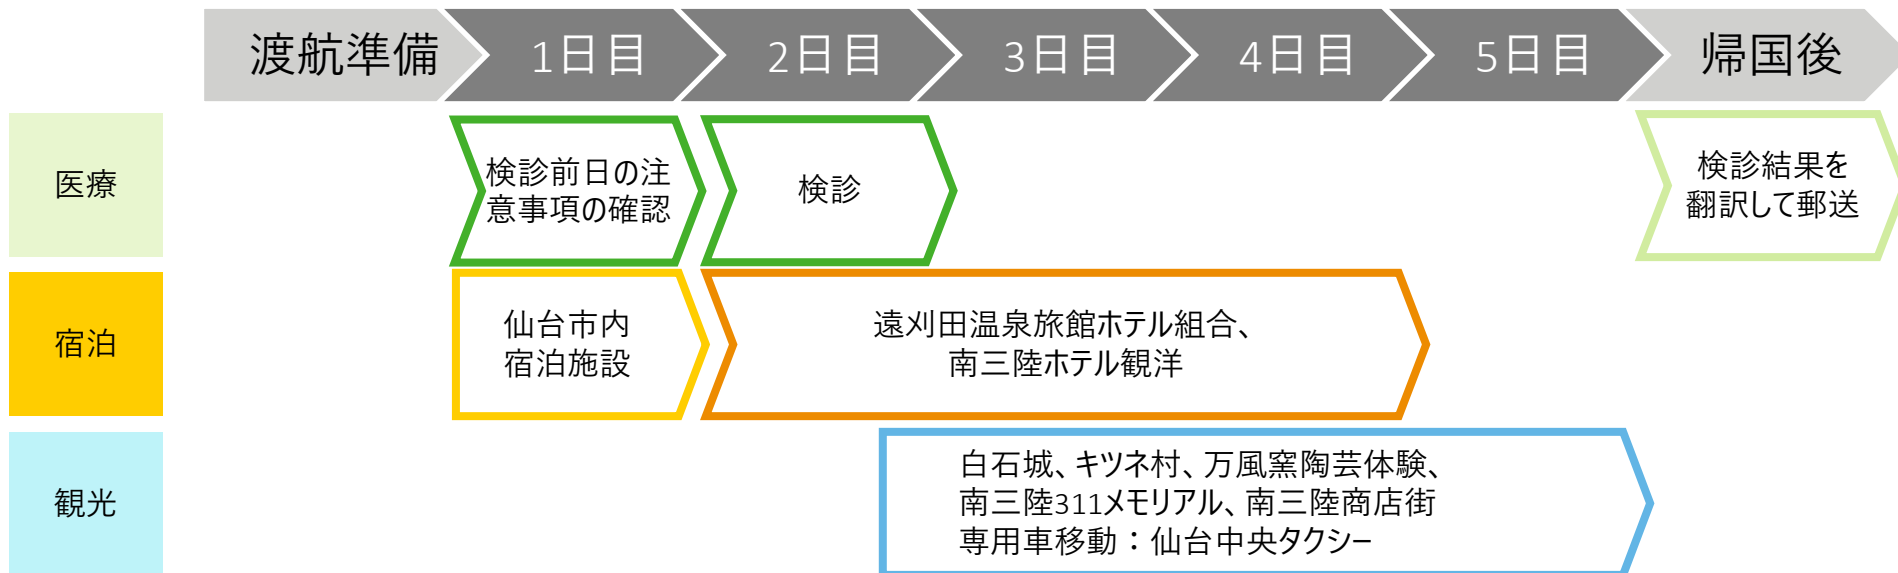 渡航準備
1日目
2日目
3日目
4日目
5日目
帰国後
医療
検診前日の注
意事項の確認
検診
検診結果を
翻訳して郵送
宿泊
仙台市内
宿泊施設
遠刈田温泉旅館ホテル組合、
南三陸ホテル観洋
観光
白石城、キツネ村、万風窯陶芸体験、
南三陸311メモリアル、南三陸商店街
専用車移動：仙台中央タクシー